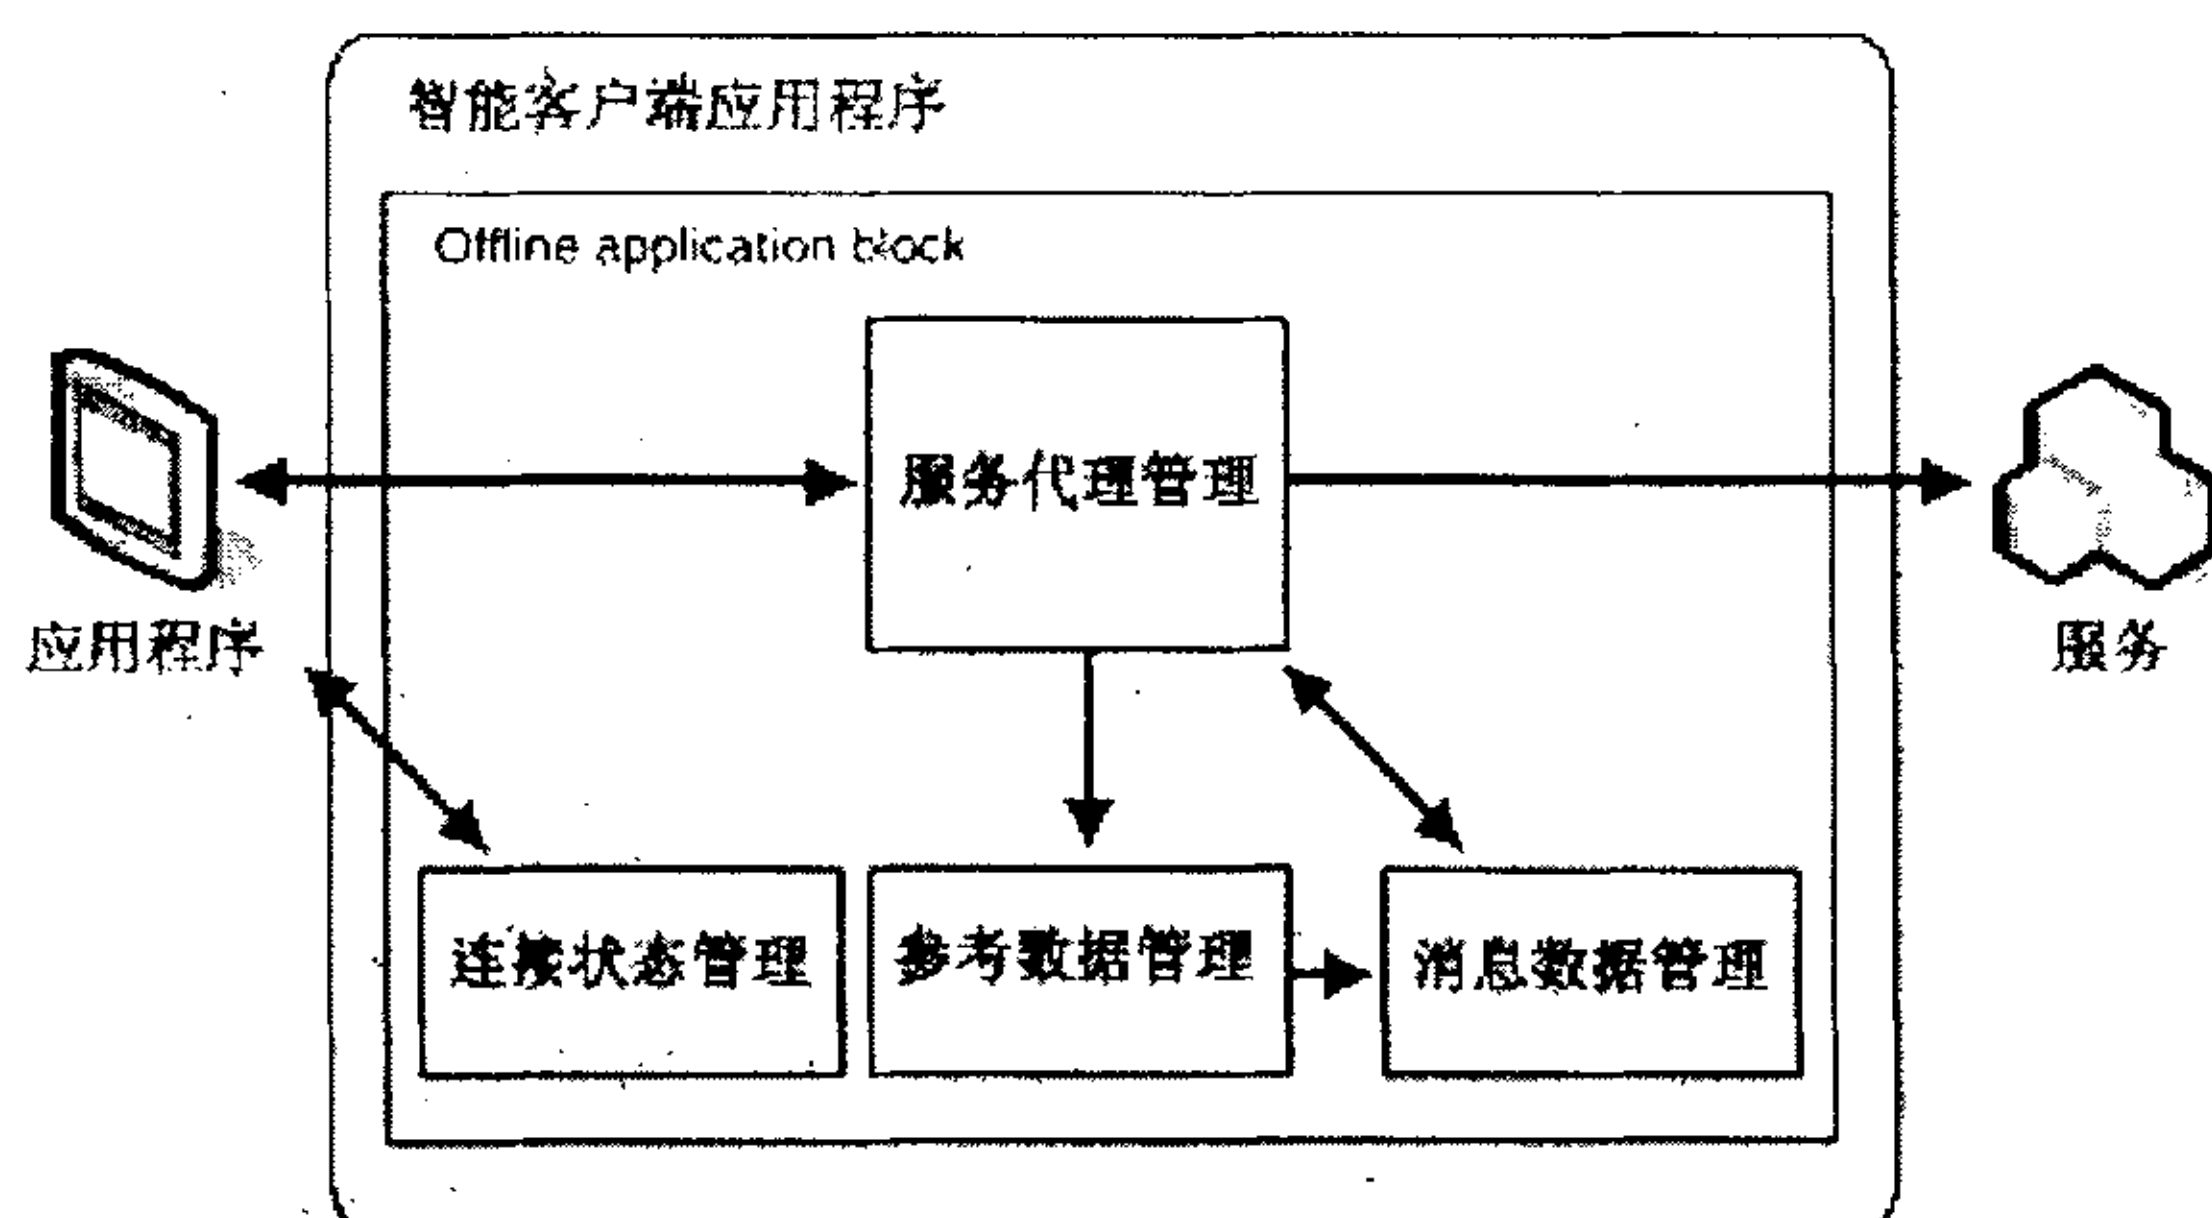 智能客户端应用程序
Offline application block
服务代理管理
应用程序
服务
连接状态管理
参考数据管理
消息数据管理